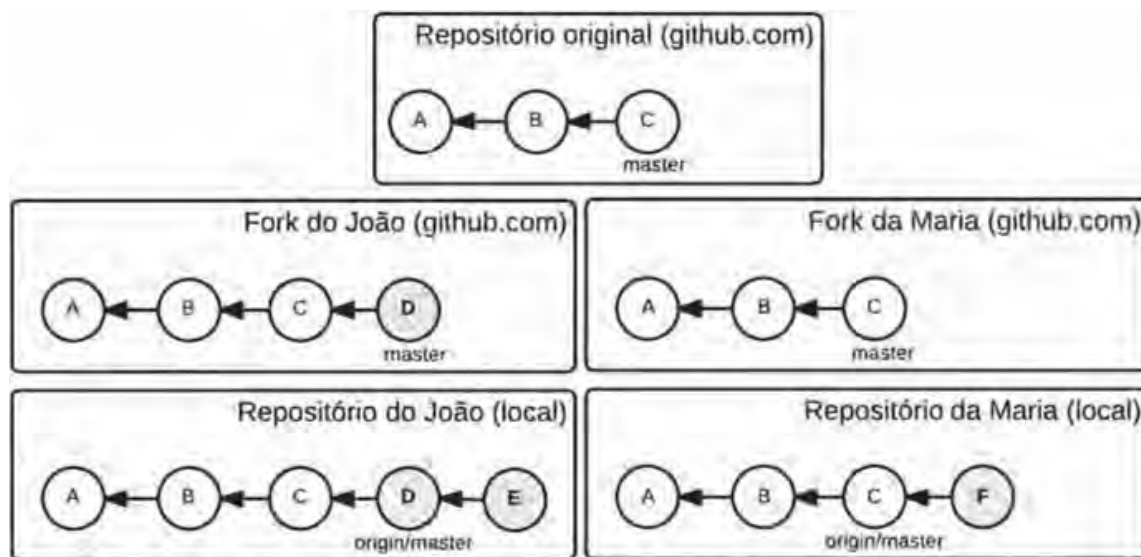 Repositório original (github.com)
A B C
master
Fork do João (github.com)
A B C D
master
Fork da Maria (github.com)
A B C
master
Repositório do João (local)
A B C D E
origin/master
Repositório da Maria (local)
A B C F
origin/master